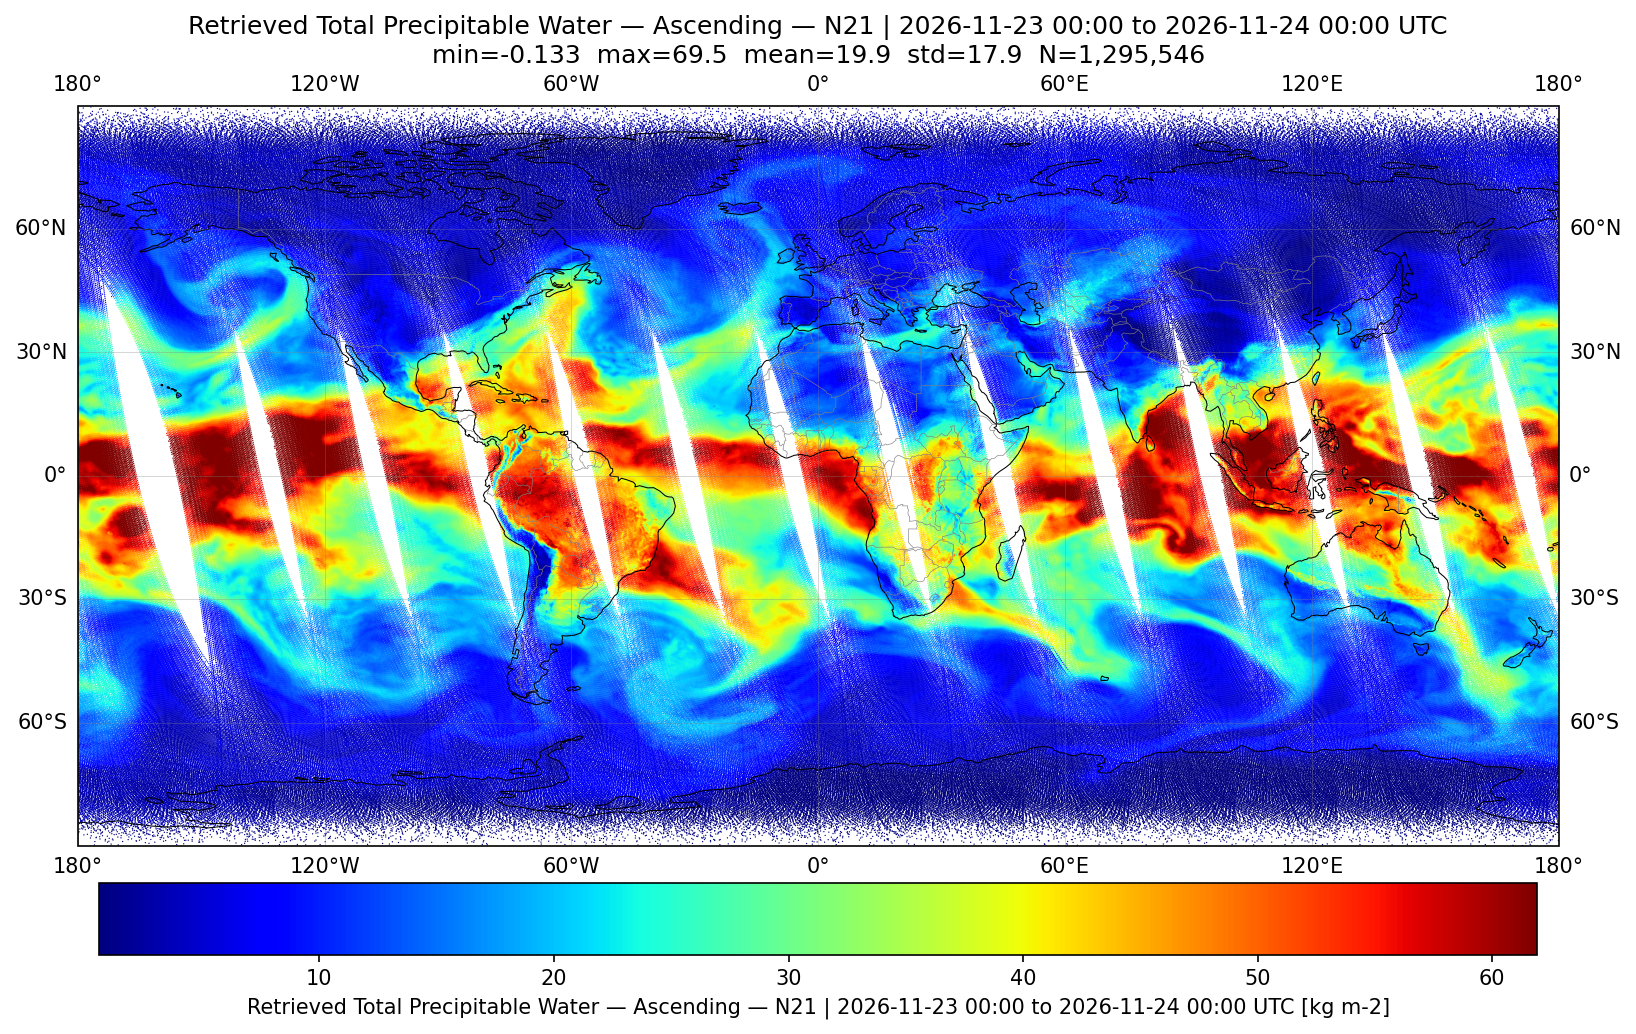 Retrieved Total Precipitable Water — Ascending — N21 | 2026-11-23 00:00 to 2026-11-24 00:00 UTC
min=-0.133 max=69.5 mean=19.9 std=17.9 N=1,295,546
180° 120°W 60°W 0° 60°E 120°E 180°
60°N 60°N
30°N 30°N
0° 0°
30°S 30°S
60°S 60°S
180° 120°W 60°W 0° 60°E 120°E 180°
10 20 30 40 50 60
Retrieved Total Precipitable Water — Ascending — N21 | 2026-11-23 00:00 to 2026-11-24 00:00 UTC [kg m-2]